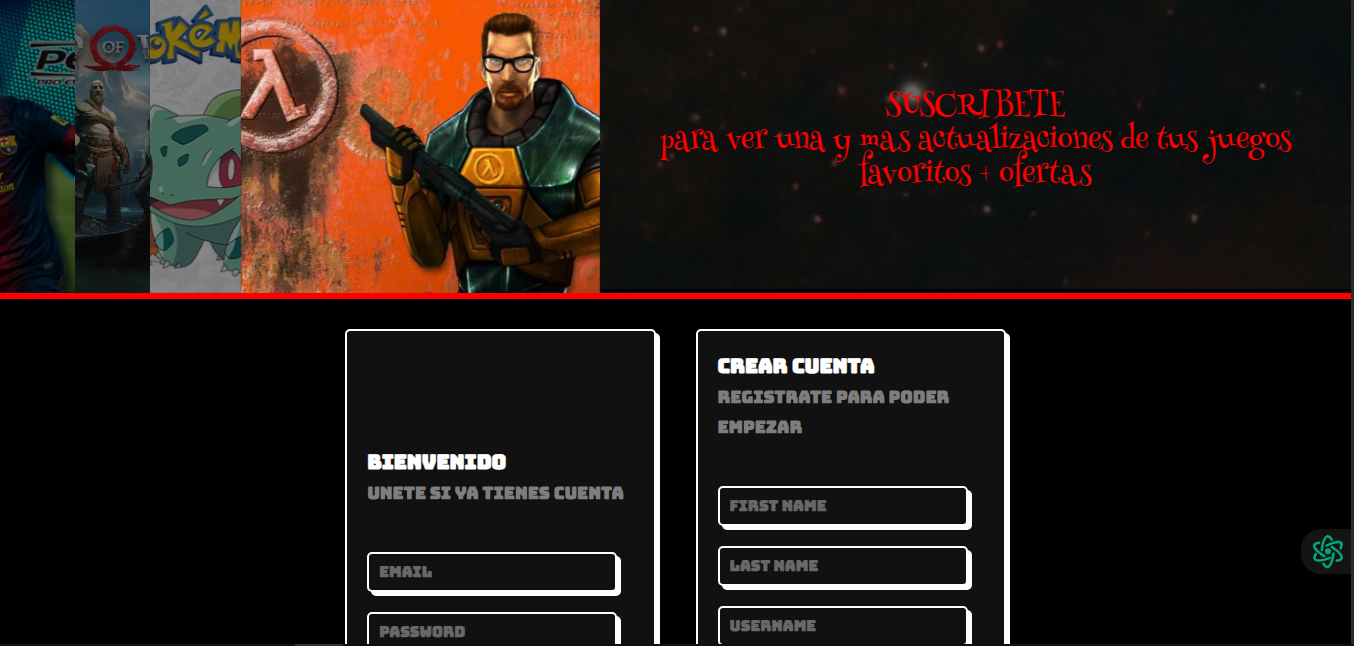 OF
SUSCRIBETE
para ver una y mas actualizaciones de tus juegos
favoritos + ofertas
BIENVENIDO
UNETE SI YA TIENES CUENTA
EMAIL
PASSWORD
CREAR CUENTA
REGISTRATE PARA PODER
EMPEZAR
FIRST NAME
LAST NAME
USERNAME